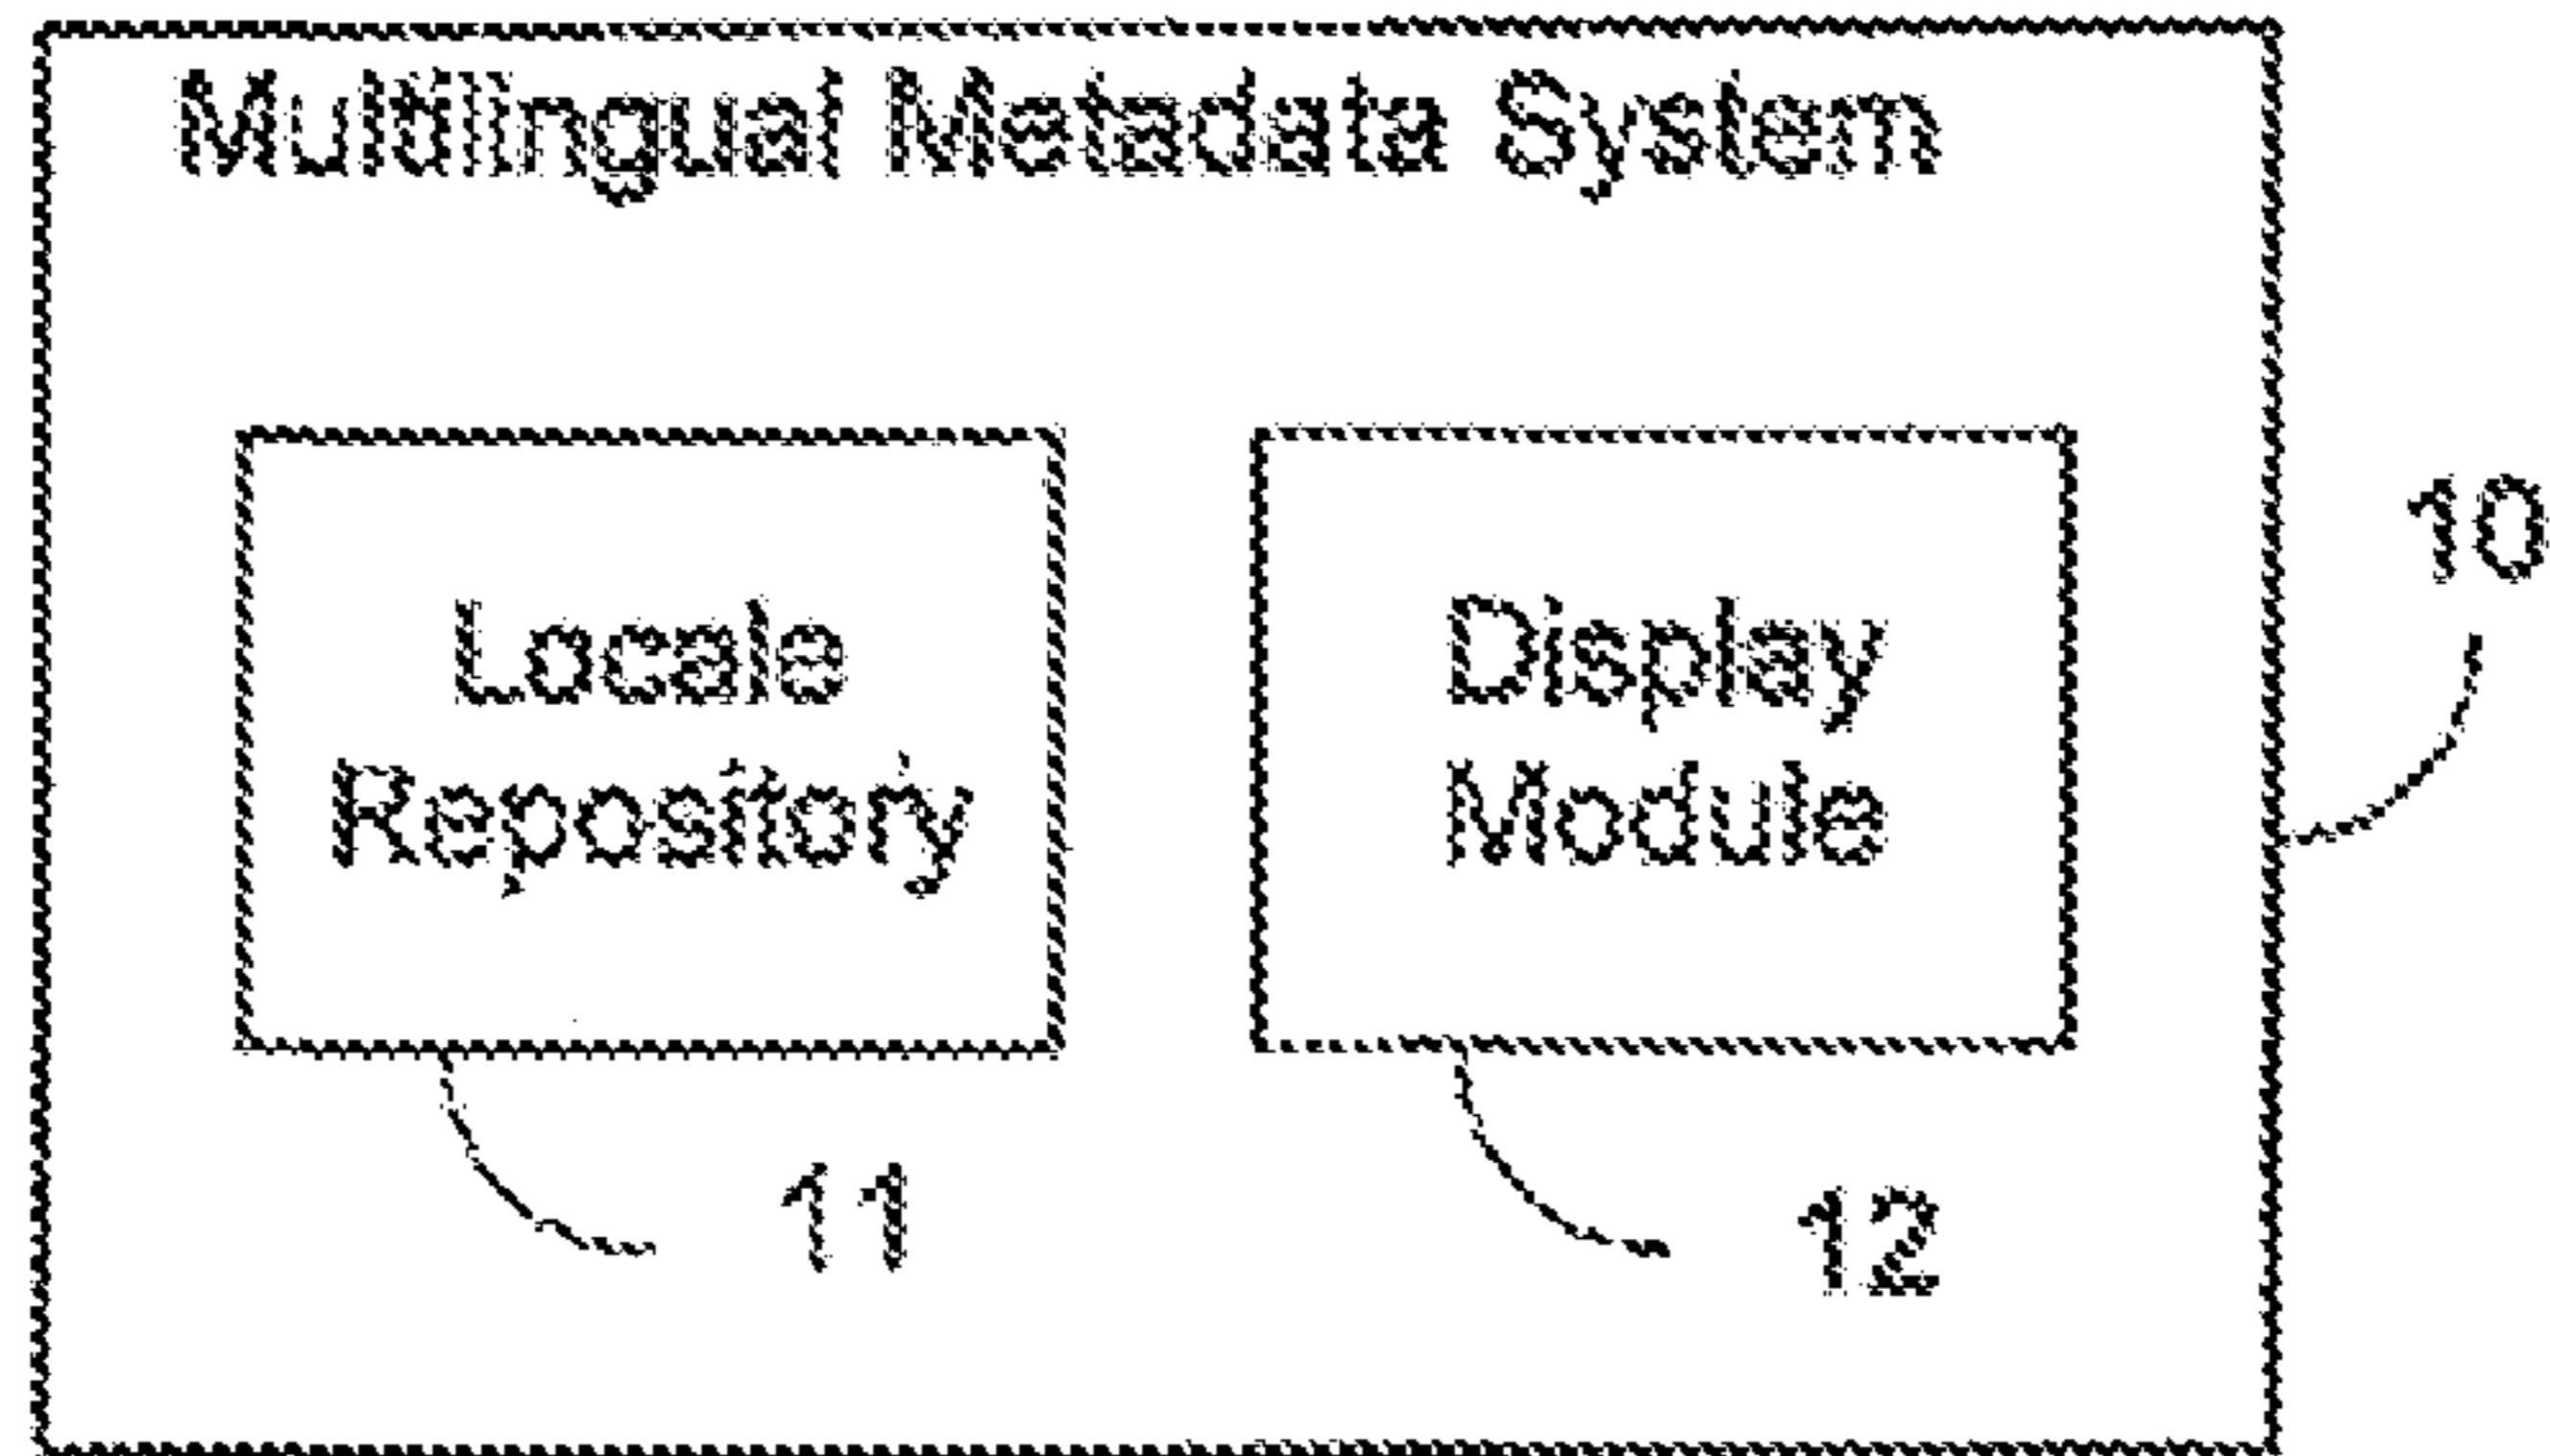 Multilingual Metadata System
10
Locale
Repository
Display
Module
11
12